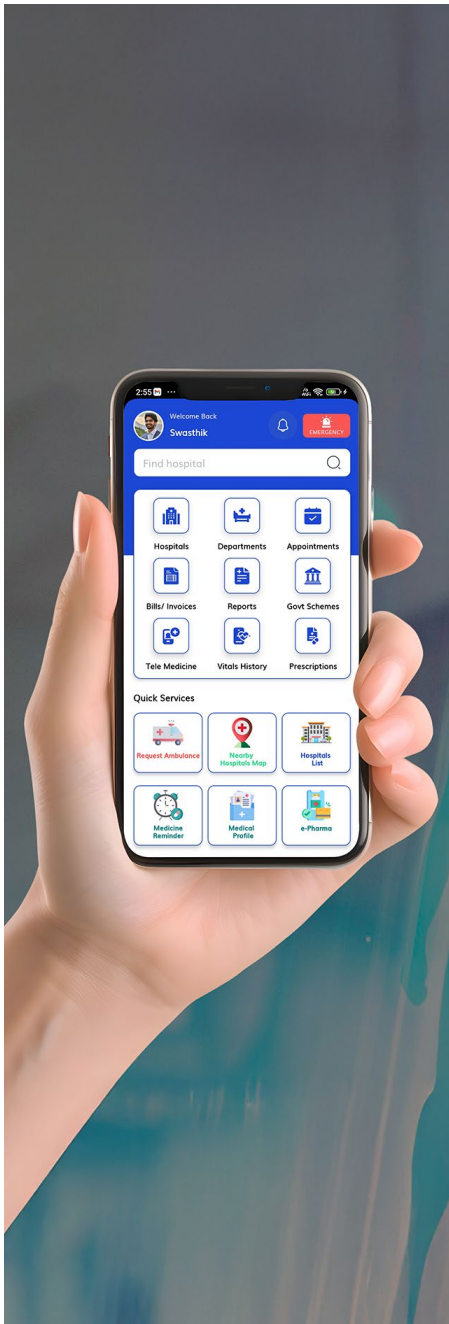 2:55
Welcome Back
Swasthik
EMERGENCY
Find hospital
Hospitals Departments Appointments
Bills/ Invoices Reports Govt Schemes
Tele Medicine Vitals History Prescriptions
Quick Services
Request Ambulance Nearby Hospitals
Hospitals Map List
Medicine Medical e-Pharma
Reminder Profile